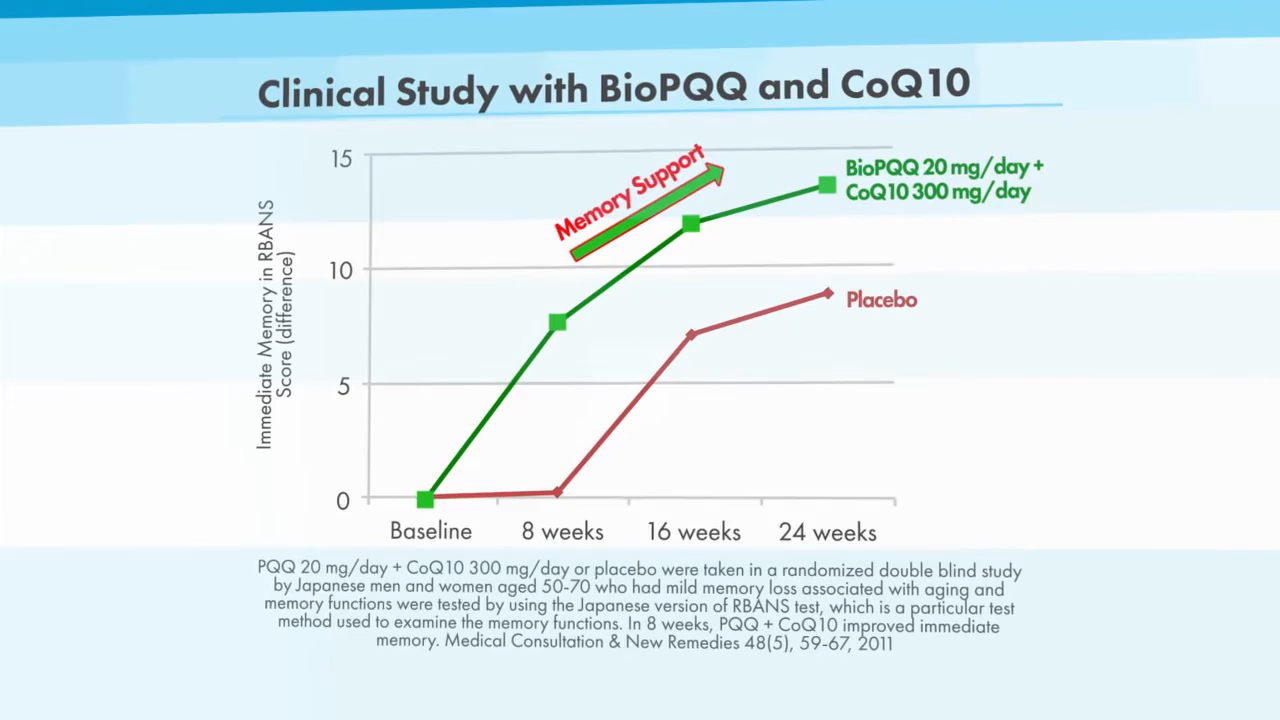 Clinical Study with BioPQQ and CoQ10
15
10
5
0
Immediate Memory in RBANS
Score (difference)
Memory Support
BioPQQ 20 mg/day +
CoQ10 300 mg/day
Placebo
Baseline
8 weeks
16 weeks
24 weeks
PQQ 20 mg/day + CoQ10 300 mg/day or placebo were taken in a randomized double blind study
by Japanese men and women aged 50-70 who had mild memory loss associated with aging and
memory functions were tested by using the Japanese version of RBANS test, which is a particular test
method used to examine the memory functions. In 8 weeks, PQQ + CoQ10 improved immediate
memory. Medical Consultation & New Remedies 48(5), 59-67, 2011